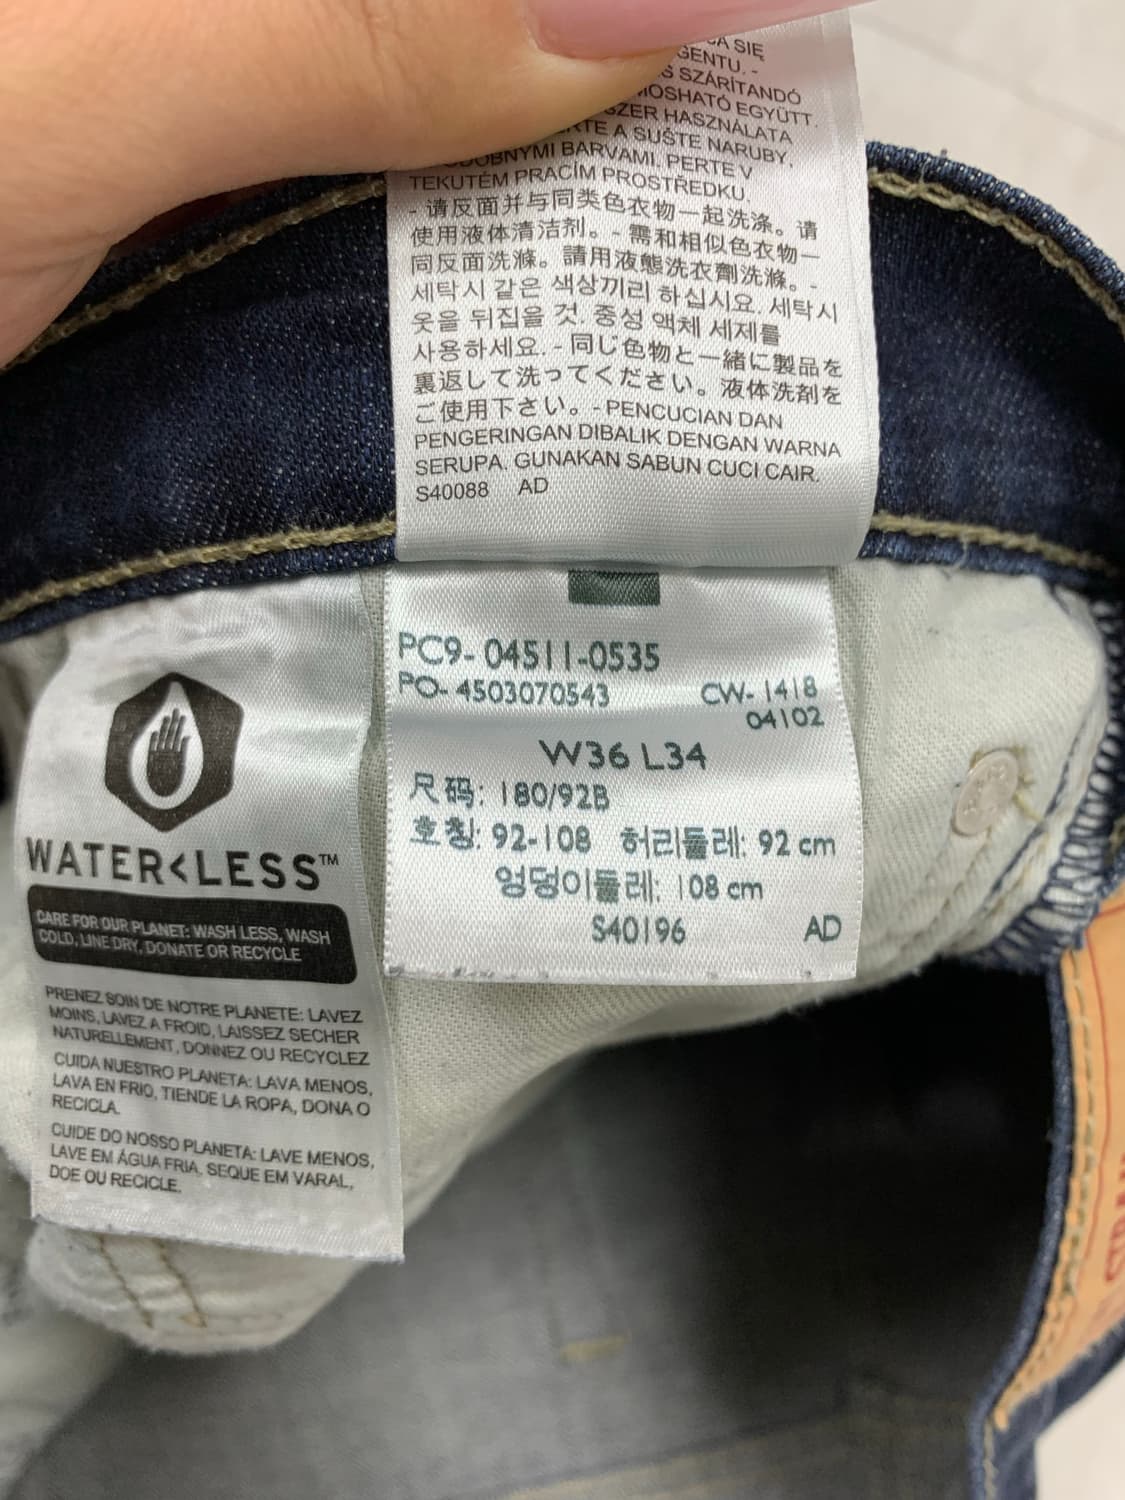 SIĘ
GENTU. -
SZÁRÍTANDÓ
MOSHATÓ EGYÜTT.
SZER HASZNÁLATA
A SUŠTE NARUBY,
BARVAMI. PERTE V
TEKUTÉM PRACÍM PROSTŘEDKU.
- 请反面并与同类色衣物一起洗涤。请
使用液体清洁剂。- 需和相似色衣物一
同反面洗滌。請用液態洗衣劑洗滌。-
세탁시 같은 색상끼리 하십시요. 세탁시
옷을 뒤집을 것. 중성 액체 세제를
사용하세요. - 同じ色物と一緒に製品を
裏返して洗ってください。液体洗剤を
ご使用下さい。- PENCUCIAN DAN
PENGERINGAN DIBALIK DENGAN WARNA
SERUPA. GUNAKAN SABUN CUCI CAIR.
S40088 AD
PC9-04511-0535
PO-4503070543 CW-1418
04102
W36 L34
尺码: 180/92B
호칭: 92-108 허리둘레: 92 cm
엉덩이둘레: 108 cm
S40196 AD
WATER<LESS™
CARE FOR OUR PLANET: WASH LESS, WASH
COLD, LINE DRY, DONATE OR RECYCLE
PRENEZ SOIN DE NOTRE PLANETE: LAVEZ
MOINS, LAVEZ A FROID, LAISSEZ SECHER
NATURELLEMENT, DONNEZ OU RECYCLEZ
CUIDA NUESTRO PLANETA: LAVA MENOS,
LAVA EN FRIO, TIENDE LA ROPA, DONA O
RECICLA.
CUIDE DO NOSSO PLANETA: LAVE MENOS,
LAVE EM ÁGUA FRIA, SEQUE EM VARAL,
DOE OU RECICLE.